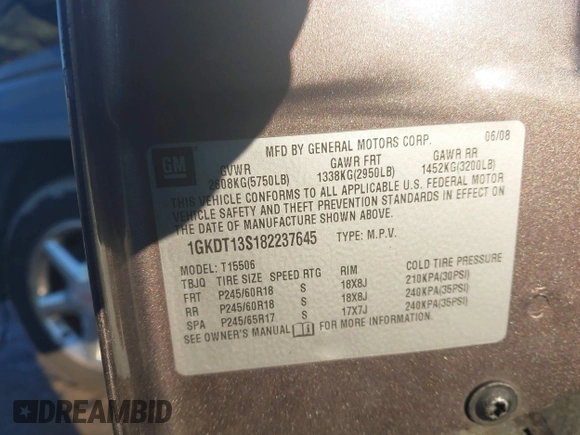 MFD BY GENERAL MOTORS CORP. 06/08
GM
GVWR GAWR FRT GAWR RR
2608KG(5750LB) 1338KG(2950LB) 1452KG(3200LB)
THIS VEHICLE CONFORMS TO ALL APPLICABLE U.S. FEDERAL MOTOR
VEHICLE SAFETY AND THEFT PREVENTION STANDARDS IN EFFECT ON
THE DATE OF MANUFACTURE SHOWN ABOVE.
1GKDT13S182237645 TYPE: M.P.V.
MODEL: T15506
TBJQ TIRE SIZE SPEED RTG RIM COLD TIRE PRESSURE
FRT P245/60R18 S 18X8J 210KPA(30PSI)
RR P245/60R18 S 18X8J 240KPA(35PSI)
SPA P245/65R17 S 17X7J 240KPA(35PSI)
SEE OWNER'S MANUAL FOR MORE INFORMATION.
DREAMBID